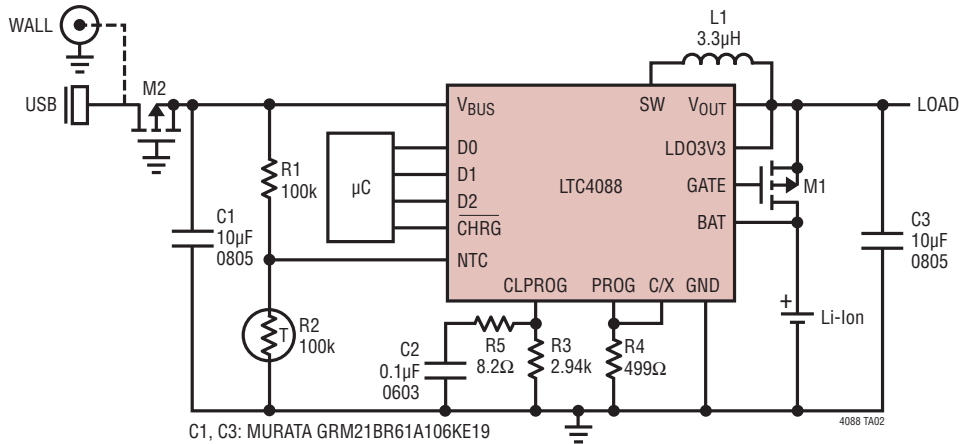 WALL
USB
M2
L1
3.3µH
VBUS
SW
VOUT
LOAD
D0
D1
D2
CHRG
NTC
µC
LTC4088
LDO3V3
GATE
BAT
M1
R1
100k
C1
10µF
0805
C3
10µF
0805
CLPROG
PROG
C/X
GND
T
R2
100k
C2
0.1µF
0603
R5
8.2Ω
R3
2.94k
R4
499Ω
+
Li-Ion
4088 TA02
C1, C3: MURATA GRM21BR61A106KE19